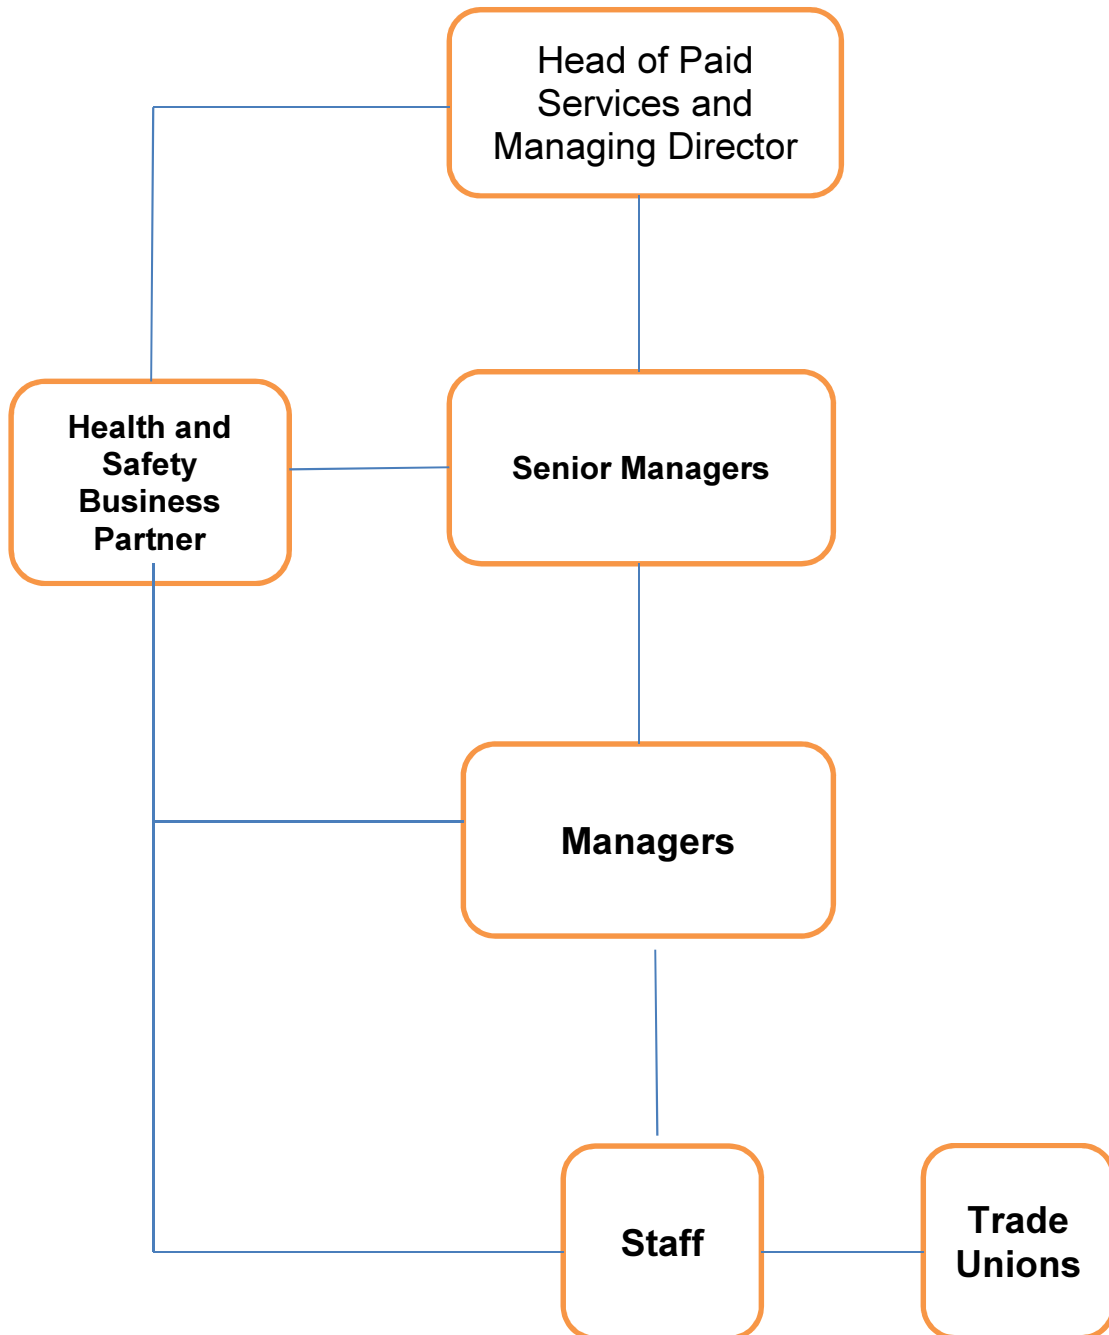 Head of Paid
Services and
Managing Director
Health and
Safety
Business
Partner
Senior Managers
Managers
Staff
Trade
Unions